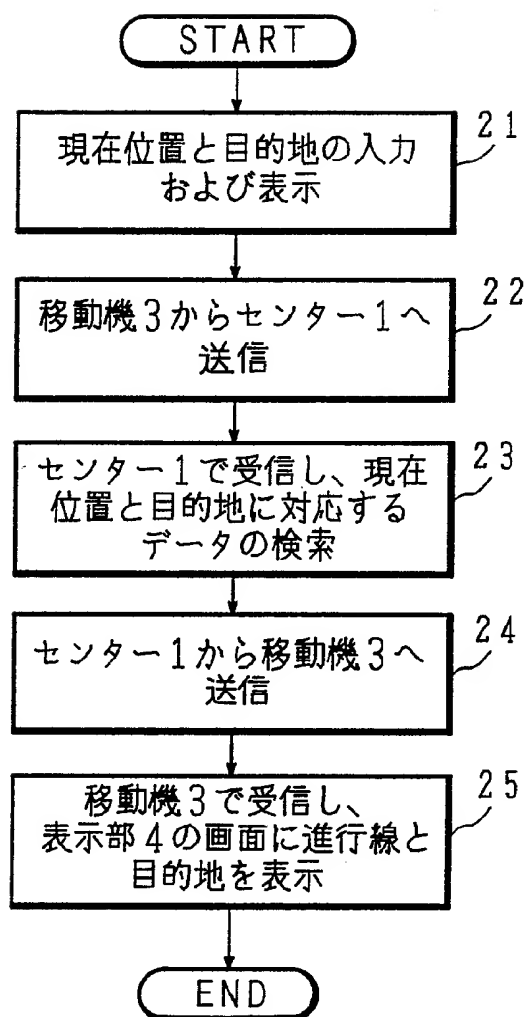 START
現在位置と目的地の入力
および表示
21
移動機3からセンター1へ
送信
22
センター1で受信し、現在
位置と目的地に対応する
データの検索
23
センター1から移動機3へ
送信
24
移動機3で受信し、
表示部4の画面に進行線と
目的地を表示
25
END